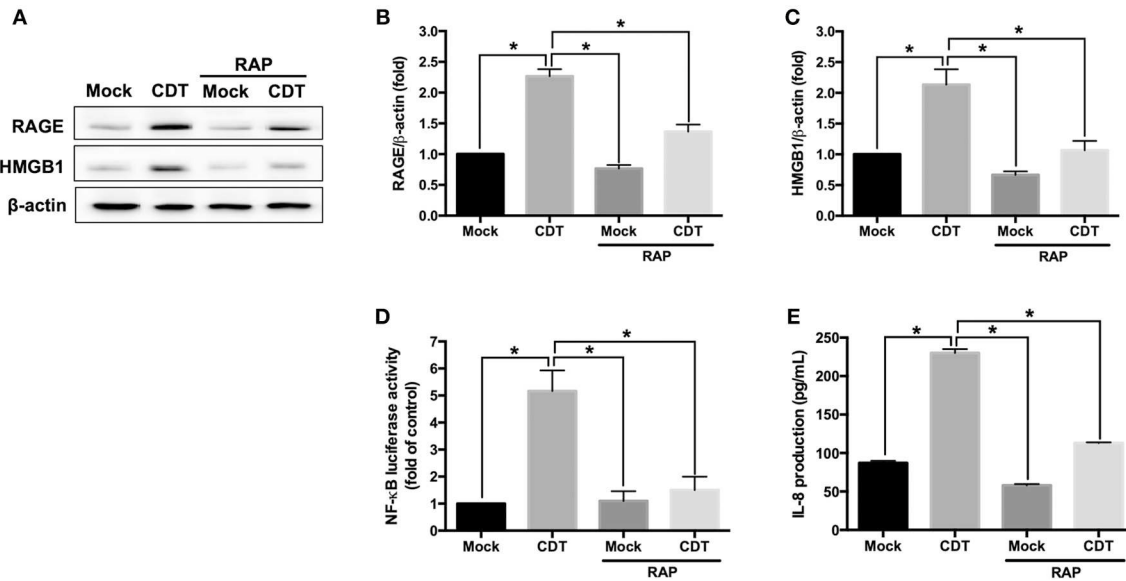 A
RAP
Mock CDT Mock CDT
RAGE
HMGB1
β-actin
B
RAGE/β-actin (fold)
3.0
2.5
2.0
1.5
1.0
0.5
0.0
* * *
Mock CDT Mock CDT
RAP
C
HMGB1/β-actin (fold)
3.0
2.5
2.0
1.5
1.0
0.5
0.0
* * *
Mock CDT Mock CDT
RAP
D
NF-κB luciferase activity
(fold of control)
7
6
5
4
3
2
1
0
* * *
Mock CDT Mock CDT
RAP
E
IL-8 production (pg/mL)
250
200
150
100
50
0
* * *
Mock CDT Mock CDT
RAP